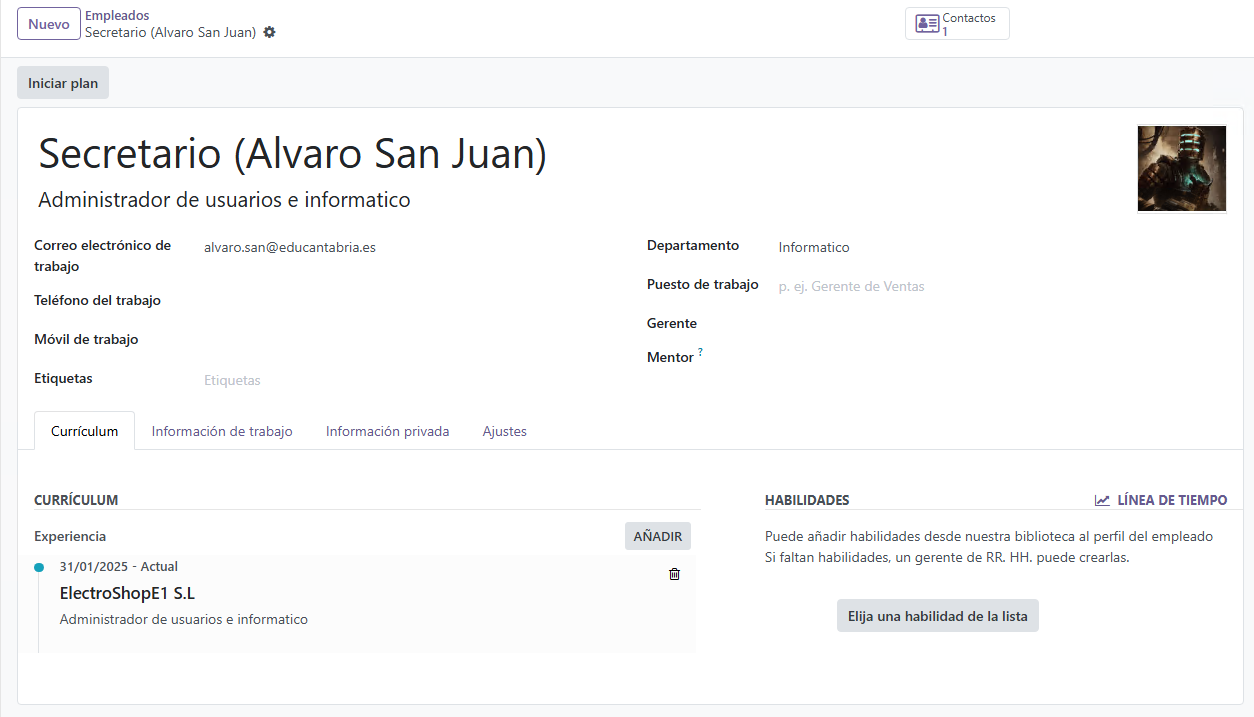 Nuevo
Empleados
Secretario (Alvaro San Juan)
Contactos
1
Iniciar plan
Secretario (Alvaro San Juan)
Administrador de usuarios e informatico
Correo electrónico de trabajo
alvaro.san@educantabria.es
Teléfono del trabajo
Móvil de trabajo
Etiquetas
Etiquetas
Departamento
Informatico
Puesto de trabajo
p. ej. Gerente de Ventas
Gerente
Mentor ?
Currículum
Información de trabajo
Información privada
Ajustes
CURRÍCULUM
Experiencia
AÑADIR
31/01/2025 - Actual
ElectroShopE1 S.L
Administrador de usuarios e informatico
HABILIDADES
LÍNEA DE TIEMPO
Puede añadir habilidades desde nuestra biblioteca al perfil del empleado
Si faltan habilidades, un gerente de RR. HH. puede crearlas.
Elija una habilidad de la lista